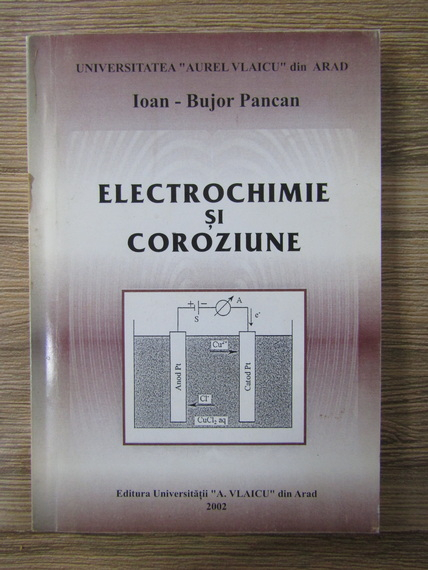 UNIVERSITATEA "AUREL VLAICU" din ARAD
Ioan - Bujor Pancan
ELECTROCHIMIE
ȘI
COROZIUNE
+ −
S
A
e⁻
Cu²⁺
Anod Pt
Catod Pt
Cl⁻
CuCl₂ aq
Editura Universităţii "A. VLAICU" din Arad
2002